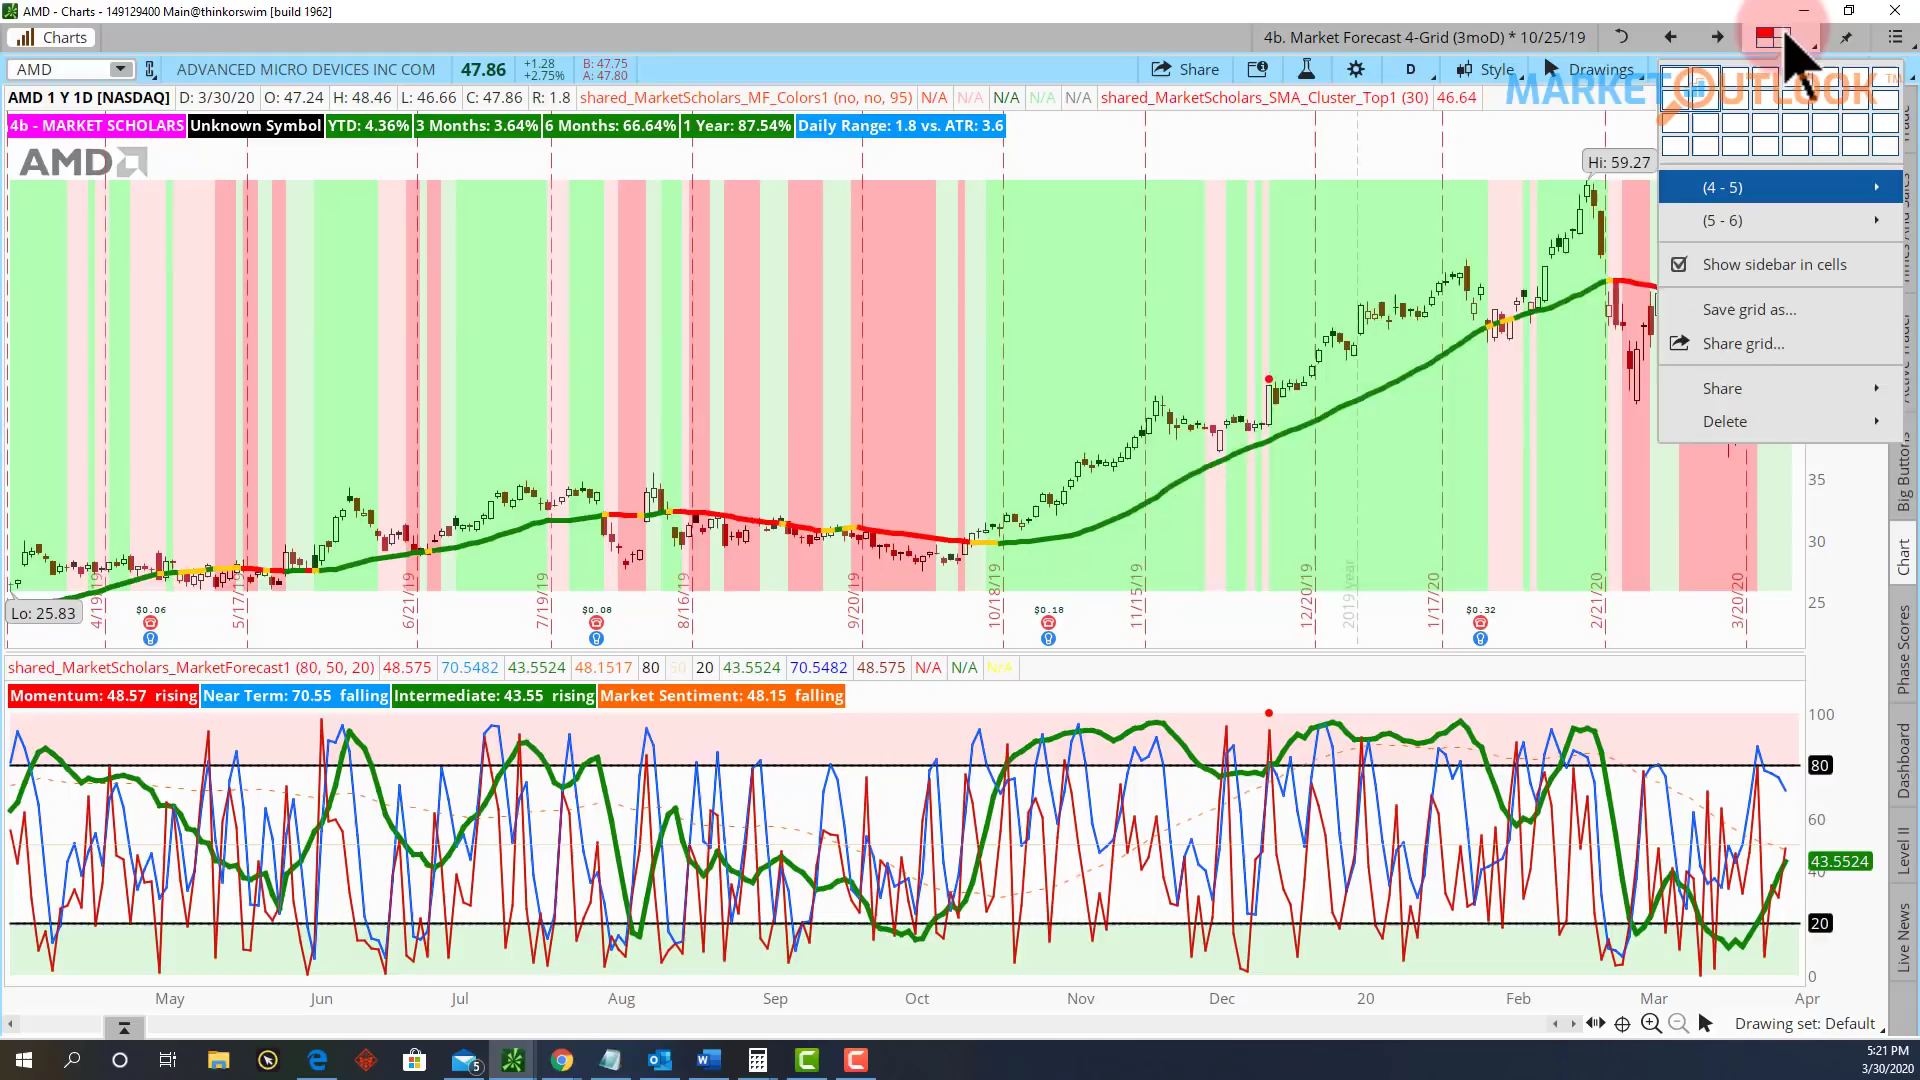 AMD - Charts - 149129400 Main@thinkorswim [build 1962]
Charts
4b. Market Forecast 4-Grid (3moD) * 10/25/19
AMD
ADVANCED MICRO DEVICES INC COM
47.86
+1.28
+2.75%
B: 47.75
A: 47.80
Share
D
Style
Drawings
MARKET OUTLOOK
TM
AMD 1 Y 1D [NASDAQ]
D: 3/30/20
O: 47.24
H: 48.46
L: 46.66
C: 47.86
R: 1.8
shared_MarketScholars_MF_Colors1 (no, no, 95)
N/A
N/A
N/A
N/A
N/A
shared_MarketScholars_SMA_Cluster_Top1 (30)
46.64
4b - MARKET SCHOLARS
Unknown Symbol
YTD: 4.36%
3 Months: 3.64%
6 Months: 66.64%
1 Year: 87.54%
Daily Range: 1.8 vs. ATR: 3.6
AMD
Hi: 59.27
(4 - 5)
(5 - 6)
Show sidebar in cells
Save grid as...
Share grid...
Share
Delete
35
30
25
Lo: 25.83
4/19/19
5/17/19
6/21/19
7/19/19
8/16/19
9/20/19
10/18/19
11/15/19
12/20/19
2019 year
1/17/20
2/21/20
3/20/20
$0.06
$0.08
$0.18
$0.32
shared_MarketScholars_MarketForecast1 (80, 50, 20)
48.575
70.5482
43.5524
48.1517
80
50
20
43.5524
70.5482
48.575
N/A
N/A
N/A
Momentum: 48.57 rising
Near Term: 70.55 falling
Intermediate: 43.55 rising
Market Sentiment: 48.15 falling
100
80
60
43.5524
40
20
0
May
Jun
Jul
Aug
Sep
Oct
Nov
Dec
20
Feb
Mar
Apr
Drawing set: Default
Trade
Times And Sales
Active Trader
Big Buttons
Chart
Phase Scores
Dashboard
Level II
Live News
5
5:21 PM
3/30/2020